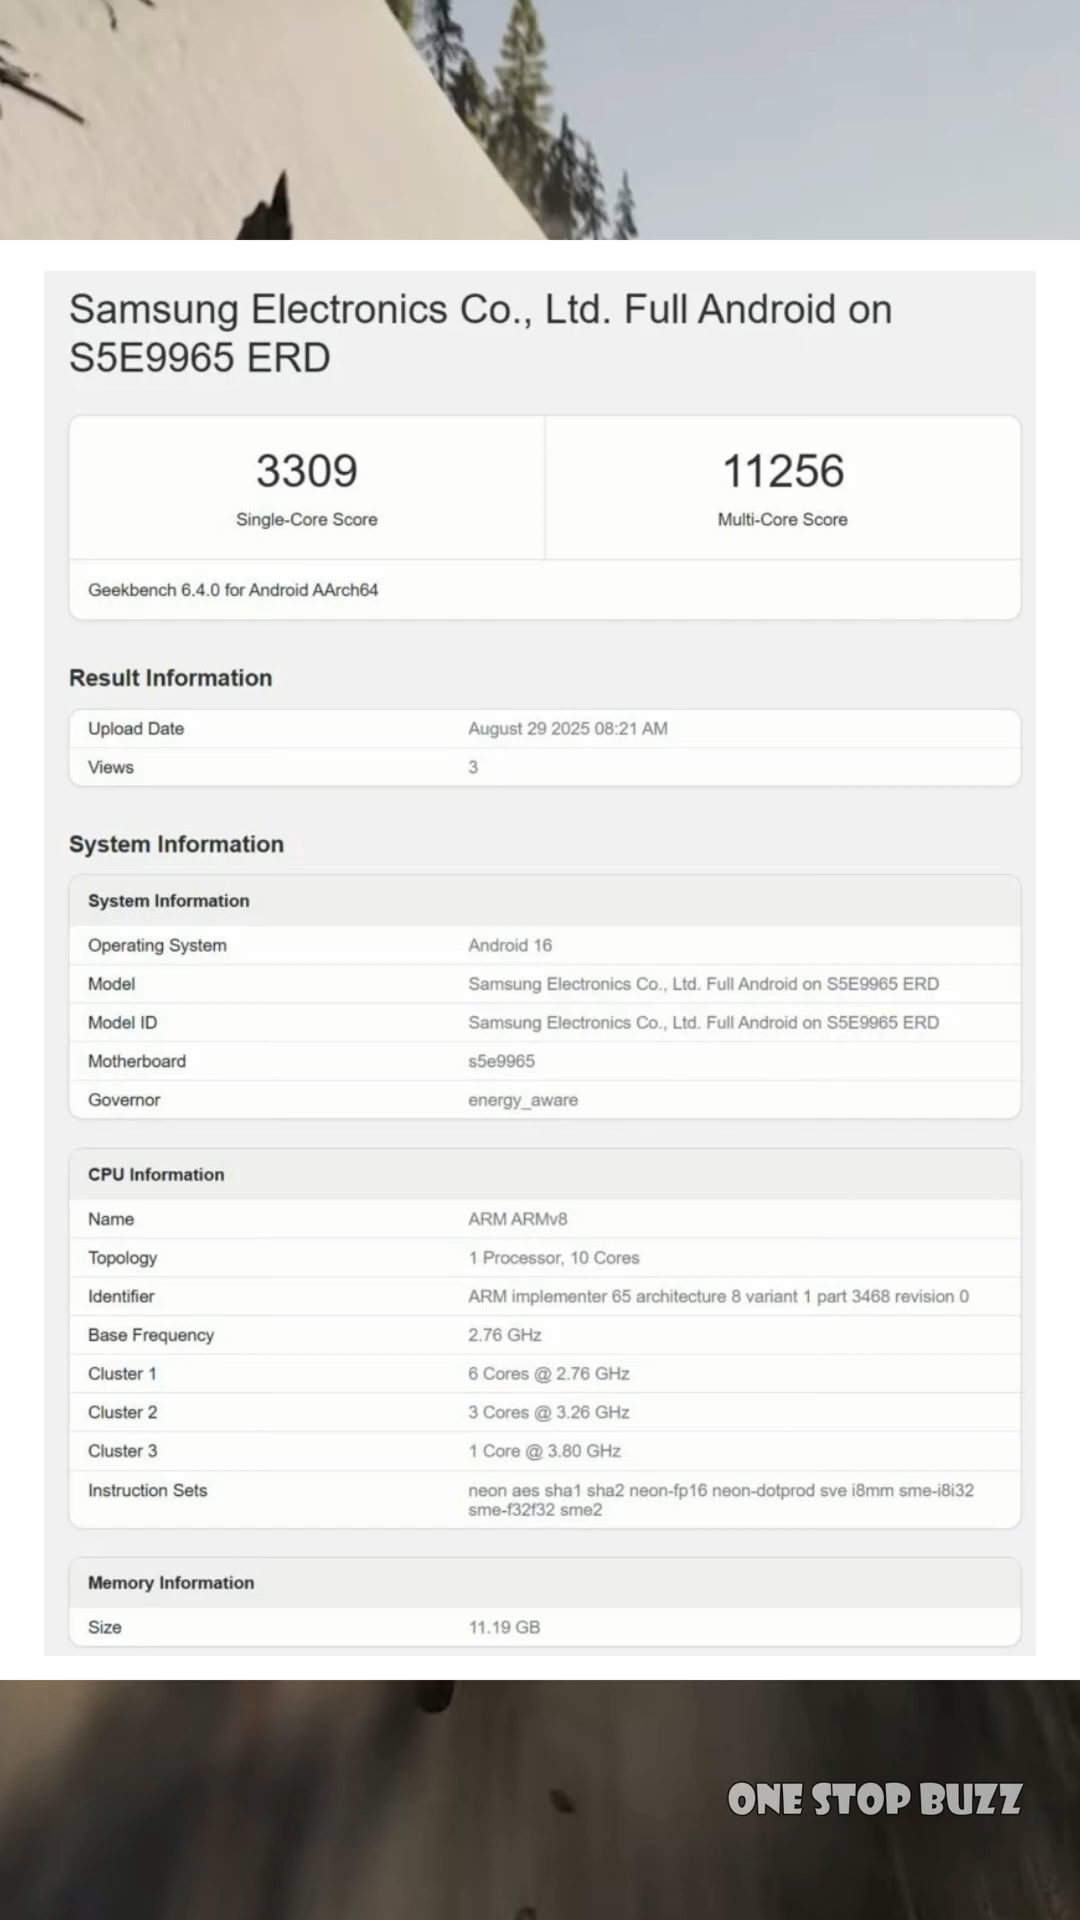 Samsung Electronics Co., Ltd. Full Android on
S5E9965 ERD
3309
Single-Core Score
11256
Multi-Core Score
Geekbench 6.4.0 for Android AArch64
Result Information
Upload Date August 29 2025 08:21 AM
Views 3
System Information
System Information
Operating System Android 16
Model Samsung Electronics Co., Ltd. Full Android on S5E9965 ERD
Model ID Samsung Electronics Co., Ltd. Full Android on S5E9965 ERD
Motherboard s5e9965
Governor energy_aware
CPU Information
Name ARM ARMv8
Topology 1 Processor, 10 Cores
Identifier ARM implementer 65 architecture 8 variant 1 part 3468 revision 0
Base Frequency 2.76 GHz
Cluster 1 6 Cores @ 2.76 GHz
Cluster 2 3 Cores @ 3.26 GHz
Cluster 3 1 Core @ 3.80 GHz
Instruction Sets neon aes sha1 sha2 neon-fp16 neon-dotprod sve i8mm sme-i8i32
sme-f32f32 sme2
Memory Information
Size 11.19 GB
ONE STOP BUZZ